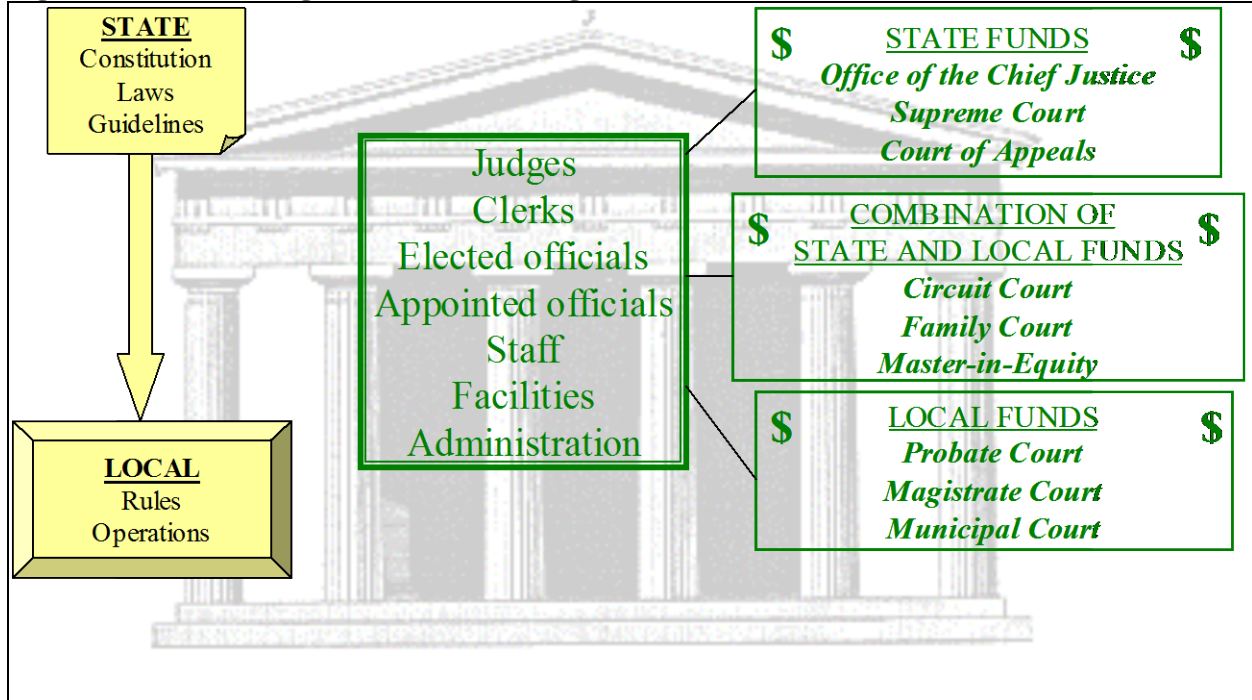 STATE
Constitution
Laws
Guidelines
LOCAL
Rules
Operations
Judges
Clerks
Elected officials
Appointed officials
Staff
Facilities
Administration
$ STATE FUNDS $
Office of the Chief Justice
Supreme Court
Court of Appeals
$ COMBINATION OF $
STATE AND LOCAL FUNDS
Circuit Court
Family Court
Master-in-Equity
$ LOCAL FUNDS $
Probate Court
Magistrate Court
Municipal Court